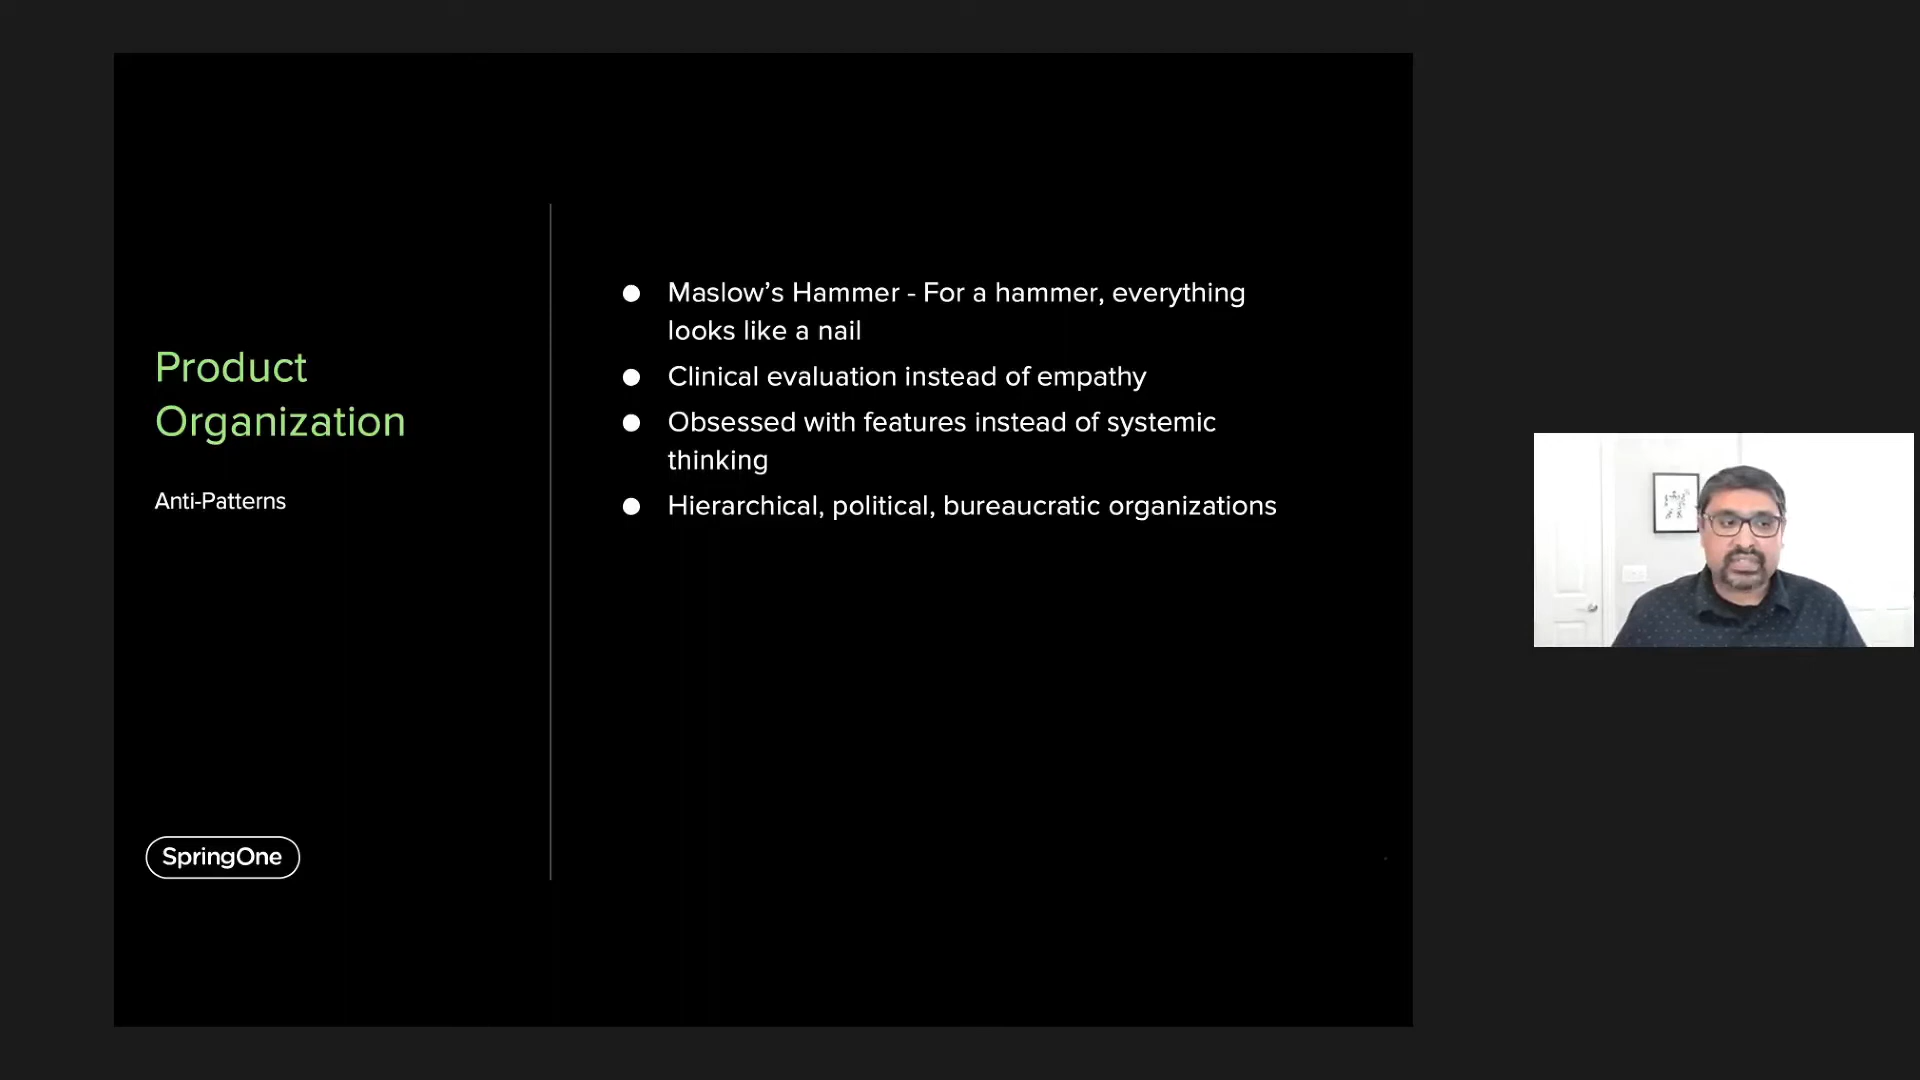 Product
Organization
Anti-Patterns
● Maslow’s Hammer - For a hammer, everything
looks like a nail
● Clinical evaluation instead of empathy
● Obsessed with features instead of systemic
thinking
● Hierarchical, political, bureaucratic organizations
SpringOne